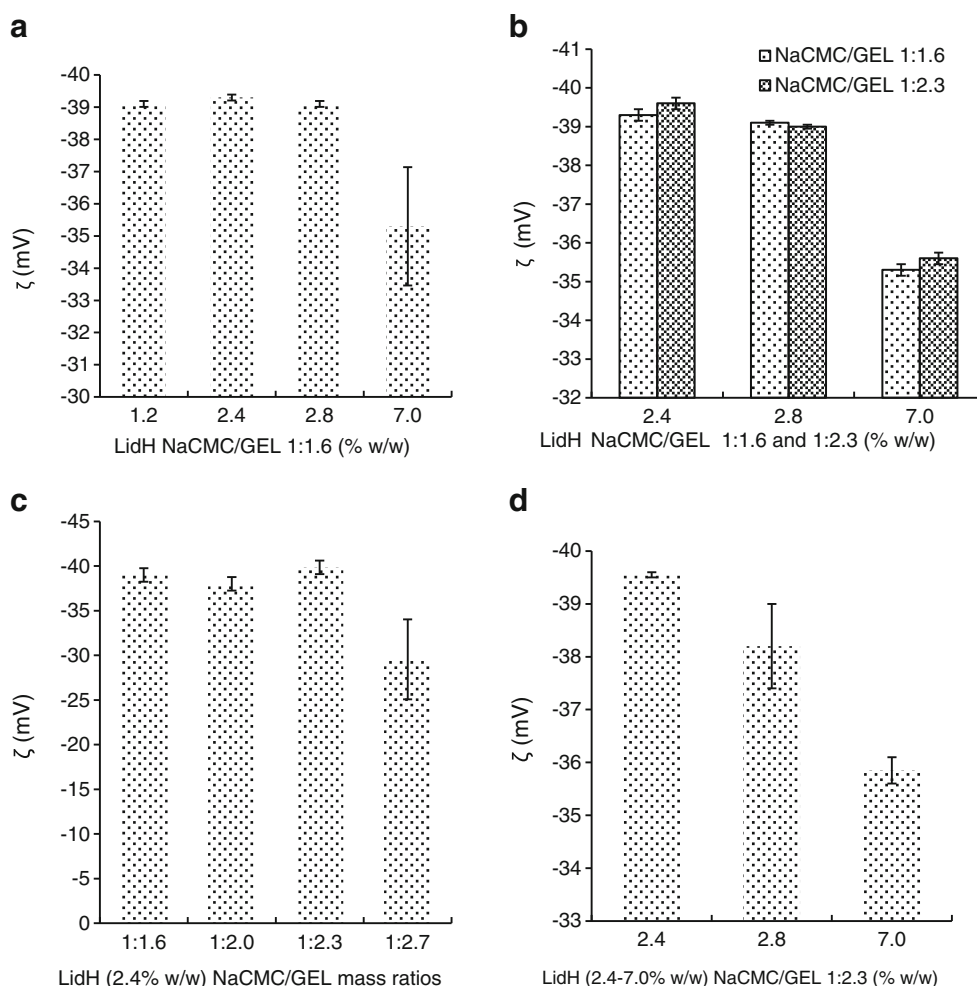 a
-40
-39
-38
-37
-36
-35
-34
-33
-32
-31
-30
ζ (mV)
1.2 2.4 2.8 7.0
LidH NaCMC/GEL 1:1.6 (% w/w)
b
-41
-40
-39
-38
-37
-36
-35
-34
-33
-32
ζ (mV)
NaCMC/GEL 1:1.6
NaCMC/GEL 1:2.3
2.4 2.8 7.0
LidH NaCMC/GEL 1:1.6 and 1:2.3 (% w/w)
c
-45
-40
-35
-30
-25
-20
-15
-10
-5
0
ζ (mV)
1:1.6 1:2.0 1:2.3 1:2.7
LidH (2.4% w/w) NaCMC/GEL mass ratios
d
-40
-39
-38
-37
-36
-35
-34
-33
ζ (mV)
2.4 2.8 7.0
LidH (2.4-7.0% w/w) NaCMC/GEL 1:2.3 (% w/w)